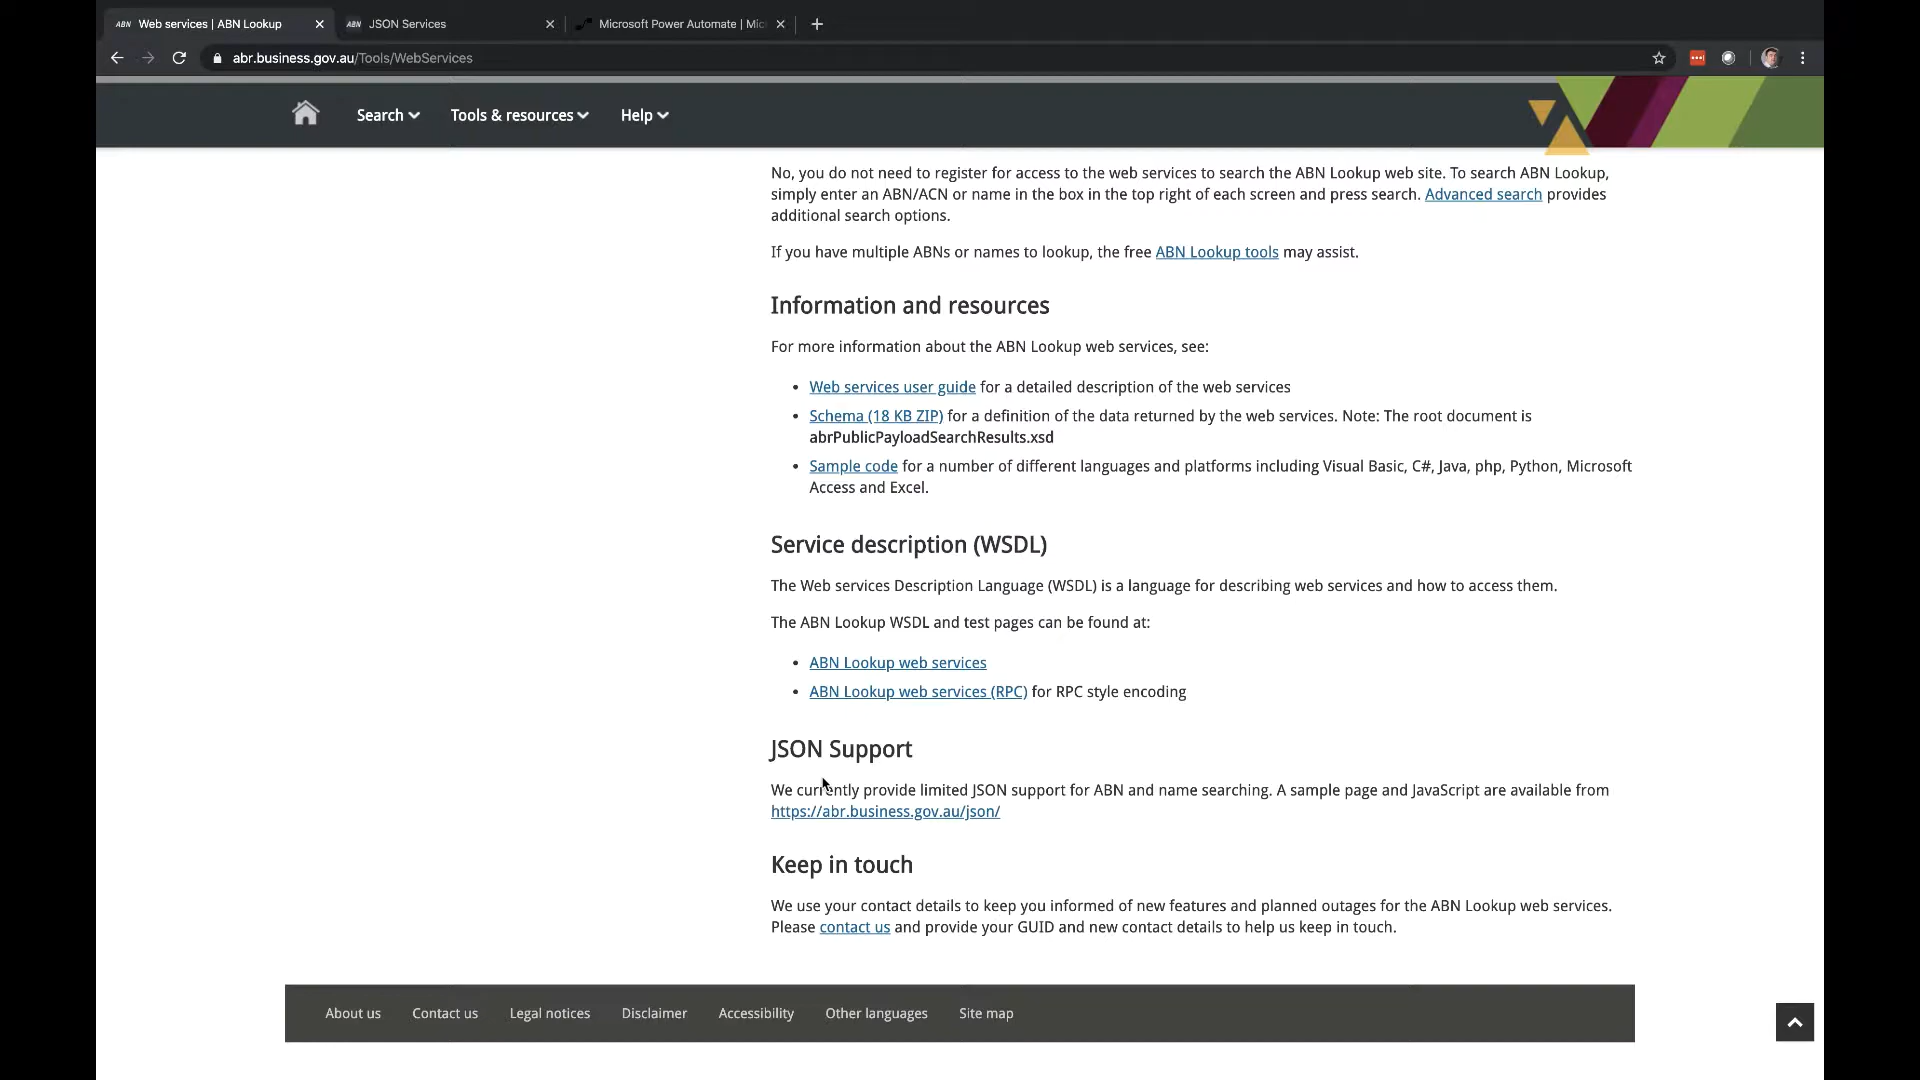 ABN Web services | ABN Lookup
ABN JSON Services
Microsoft Power Automate | Mic
abr.business.gov.au/Tools/WebServices
Search
Tools & resources
Help
No, you do not need to register for access to the web services to search the ABN Lookup web site. To search ABN Lookup,
simply enter an ABN/ACN or name in the box in the top right of each screen and press search. Advanced search provides
additional search options.
If you have multiple ABNs or names to lookup, the free ABN Lookup tools may assist.
Information and resources
For more information about the ABN Lookup web services, see:
• Web services user guide for a detailed description of the web services
• Schema (18 KB ZIP) for a definition of the data returned by the web services. Note: The root document is
abrPublicPayloadSearchResults.xsd
• Sample code for a number of different languages and platforms including Visual Basic, C#, Java, php, Python, Microsoft
Access and Excel.
Service description (WSDL)
The Web services Description Language (WSDL) is a language for describing web services and how to access them.
The ABN Lookup WSDL and test pages can be found at:
• ABN Lookup web services
• ABN Lookup web services (RPC) for RPC style encoding
JSON Support
We currently provide limited JSON support for ABN and name searching. A sample page and JavaScript are available from
https://abr.business.gov.au/json/
Keep in touch
We use your contact details to keep you informed of new features and planned outages for the ABN Lookup web services.
Please contact us and provide your GUID and new contact details to help us keep in touch.
About us
Contact us
Legal notices
Disclaimer
Accessibility
Other languages
Site map